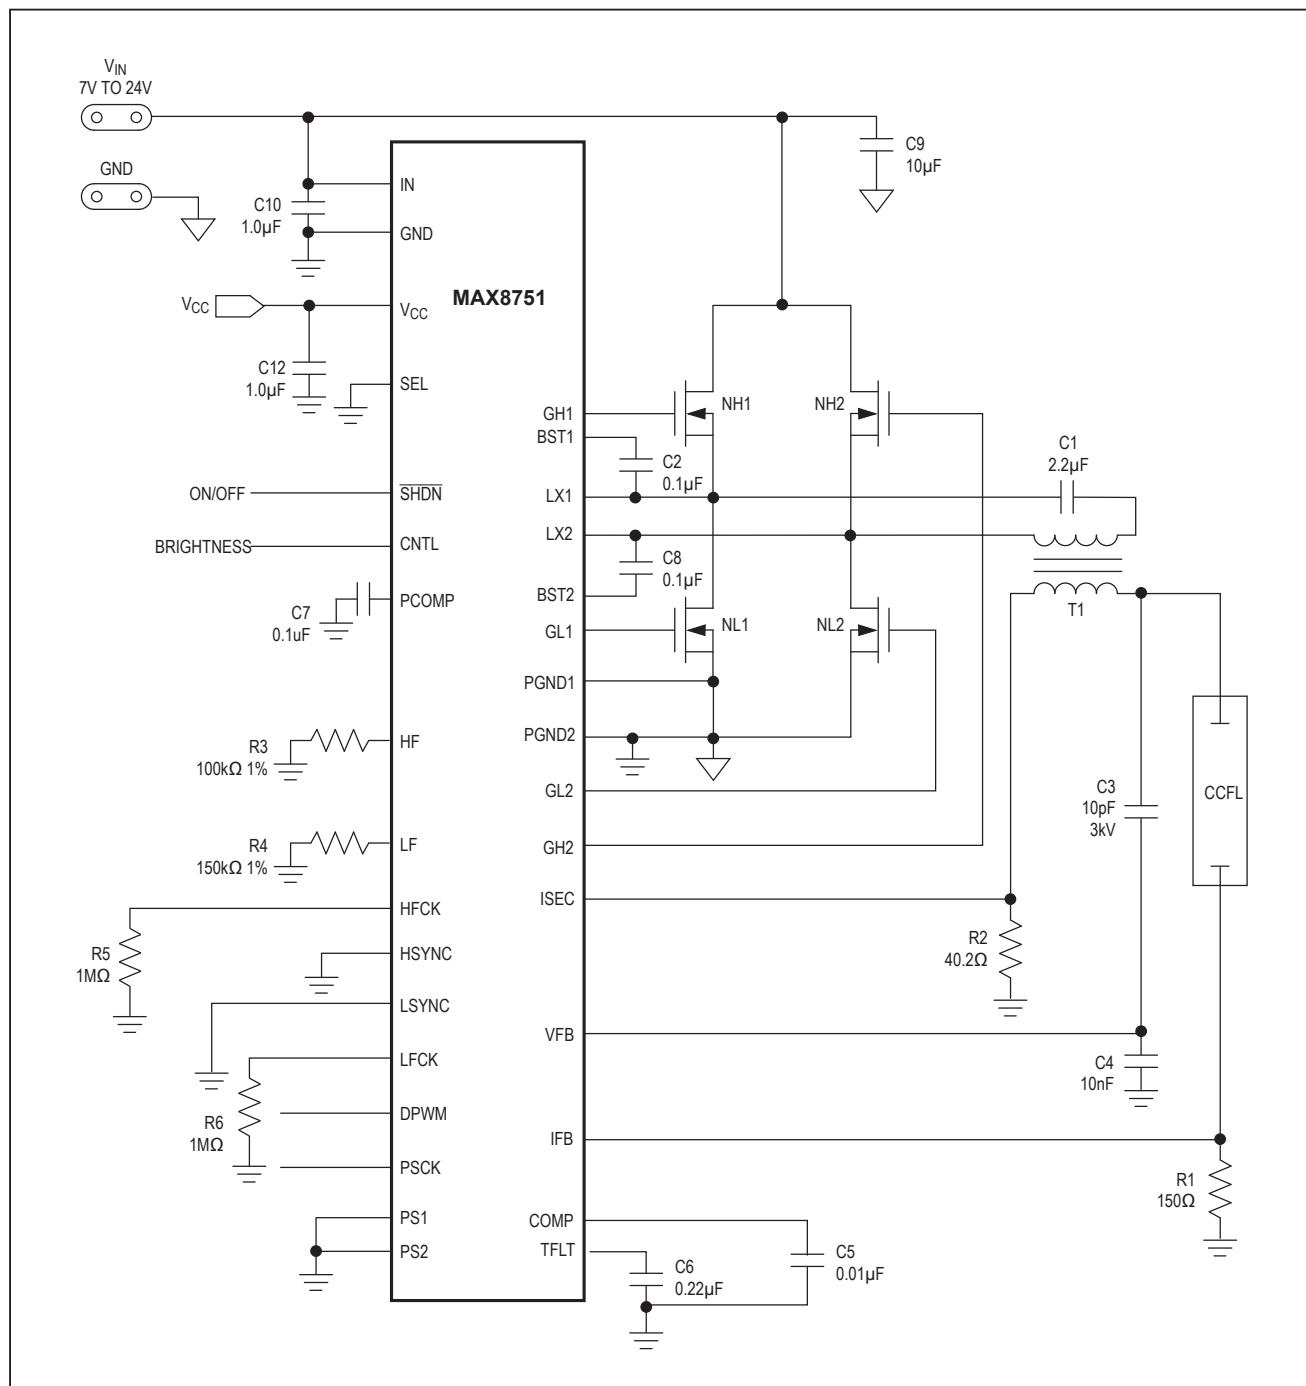 VIN
7V TO 24V
GND
C10
1.0µF
IN
GND
C9
10µF
MAX8751
VCC
VCC
C12
1.0µF
SEL
GH1
BST1
NH1
NH2
C2
0.1µF
C1
2.2µF
ON/OFF
SHDN
LX1
LX2
BRIGHTNESS
CNTL
C8
0.1µF
C7
0.1uF
PCOMP
BST2
GL1
NL1
NL2
T1
PGND1
PGND2
R3
100kΩ 1%
HF
GL2
C3
10pF
3kV
CCFL
R4
150kΩ 1%
LF
GH2
ISEC
HFCK
R5
1MΩ
HSYNC
R2
40.2Ω
LSYNC
VFB
LFCK
C4
10nF
R6
1MΩ
DPWM
IFB
PSCK
R1
150Ω
PS1
COMP
PS2
TFLT
C6
0.22µF
C5
0.01µF